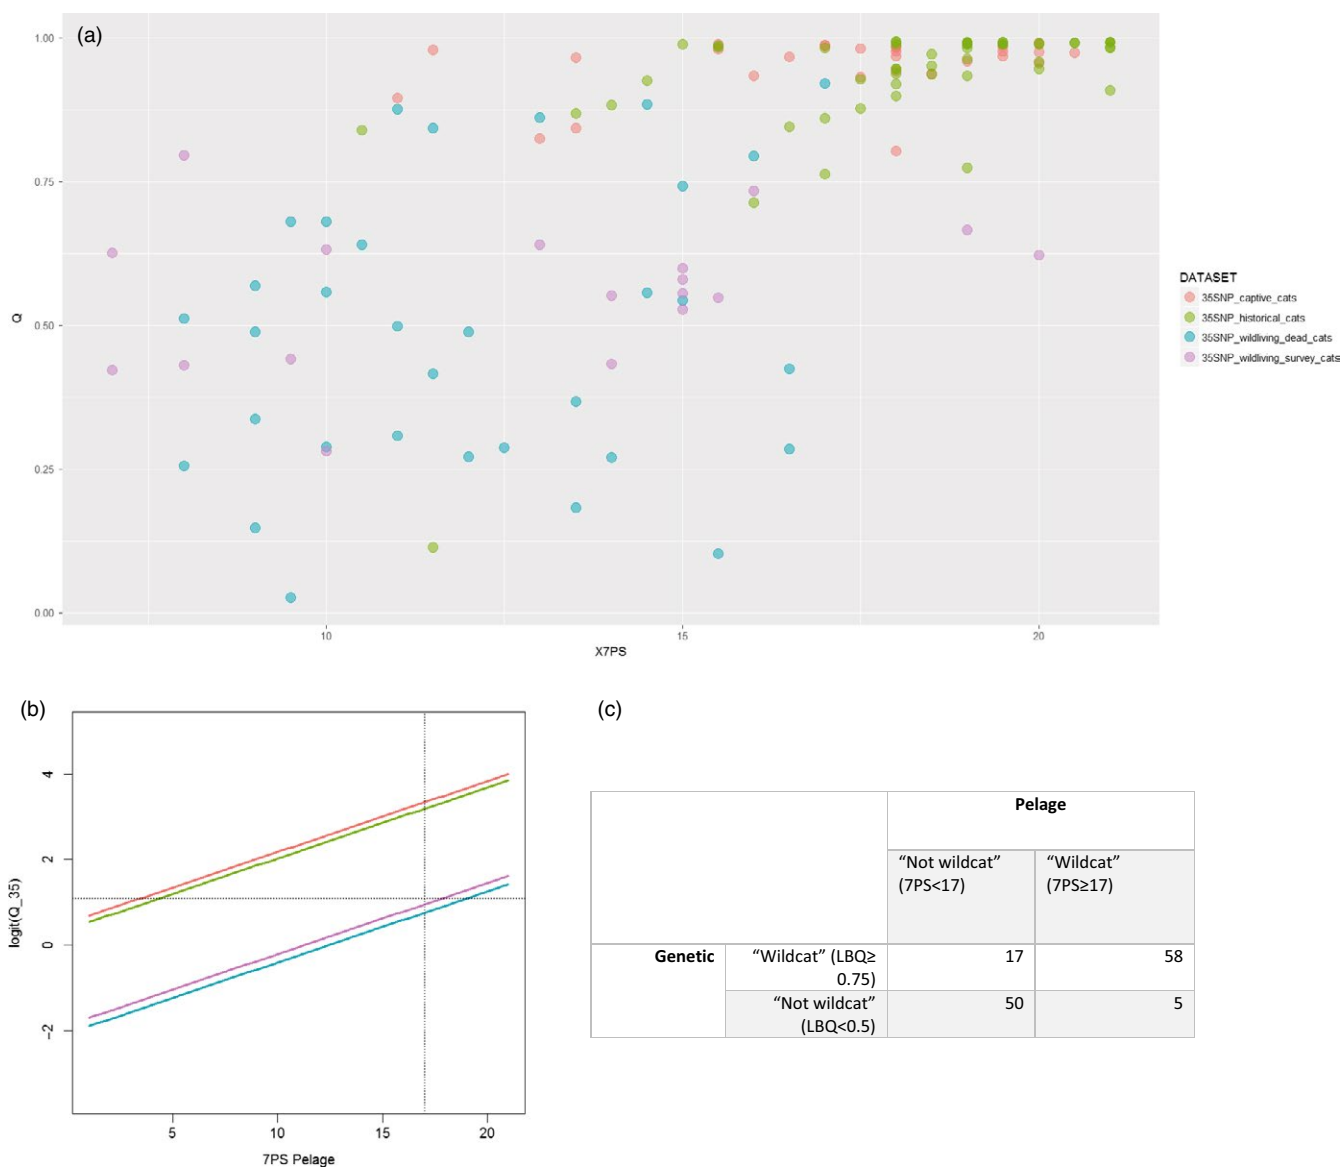 (a)
1.00
0.75
0.50
0.25
0.00
Q
10 15 20
X7PS
DATASET
35SNP_captive_cats
35SNP_historical_cats
35SNP_wildliving_dead_cats
35SNP_wildliving_survey_cats
(b)
4
2
0
−2
logit(Q_35)
5 10 15 20
7PS Pelage
(c)
Pelage
“Not wildcat” “Wildcat”
(7PS<17) (7PS≥17)
Genetic “Wildcat” (LBQ≥ 17 58
0.75)
“Not wildcat” 50 5
(LBQ<0.5)